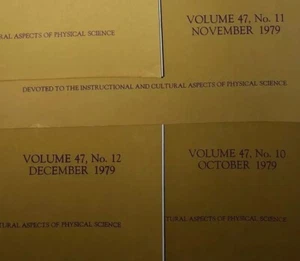 VOLUME 47, No. 11
NOVEMBER 1979
URAL ASPECTS OF PHYSICAL SCIENCE
DEVOTED TO THE INSTRUCTIONAL AND CULTURAL ASPECTS OF PHYSICAL SCIENCE
VOLUME 47, No. 12
DECEMBER 1979
VOLUME 47, No. 10
OCTOBER 1979
TURAL ASPECTS OF PHYSICAL SCIENCE
TURAL ASPECTS OF PHYSICAL SCIENCE